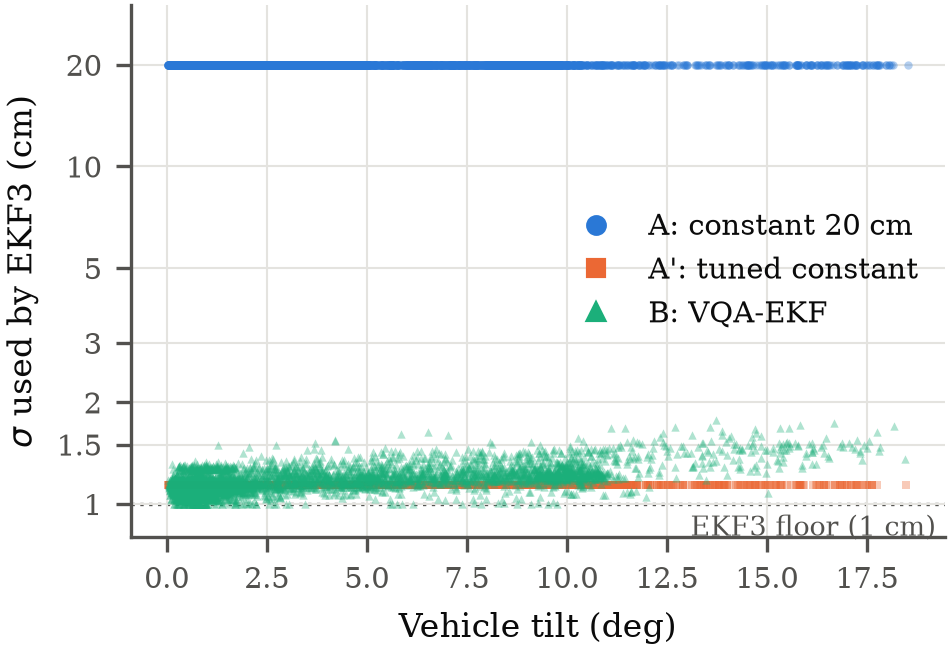 σ used by EKF3 (cm)
20
10
5
3
2
1.5
1
A: constant 20 cm
A': tuned constant
B: VQA-EKF
EKF3 floor (1 cm)
0.0 2.5 5.0 7.5 10.0 12.5 15.0 17.5
Vehicle tilt (deg)